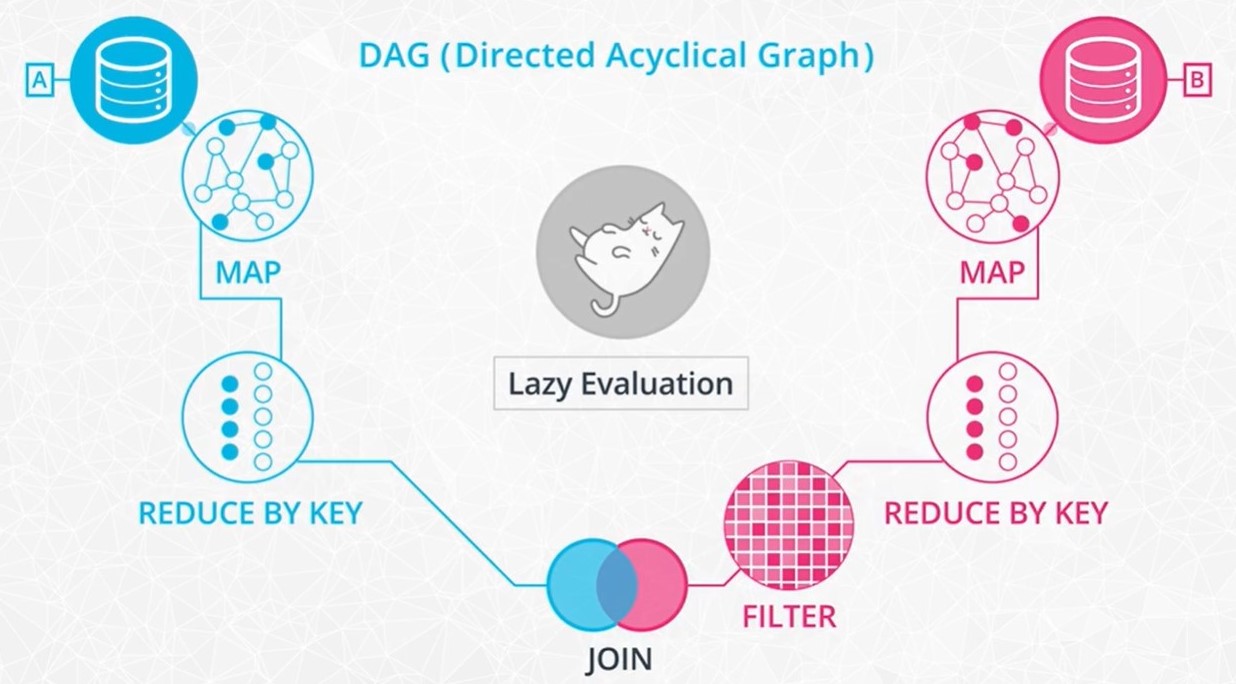 DAG (Directed Acyclical Graph)
A
B
MAP
MAP
Lazy Evaluation
REDUCE BY KEY
REDUCE BY KEY
FILTER
JOIN